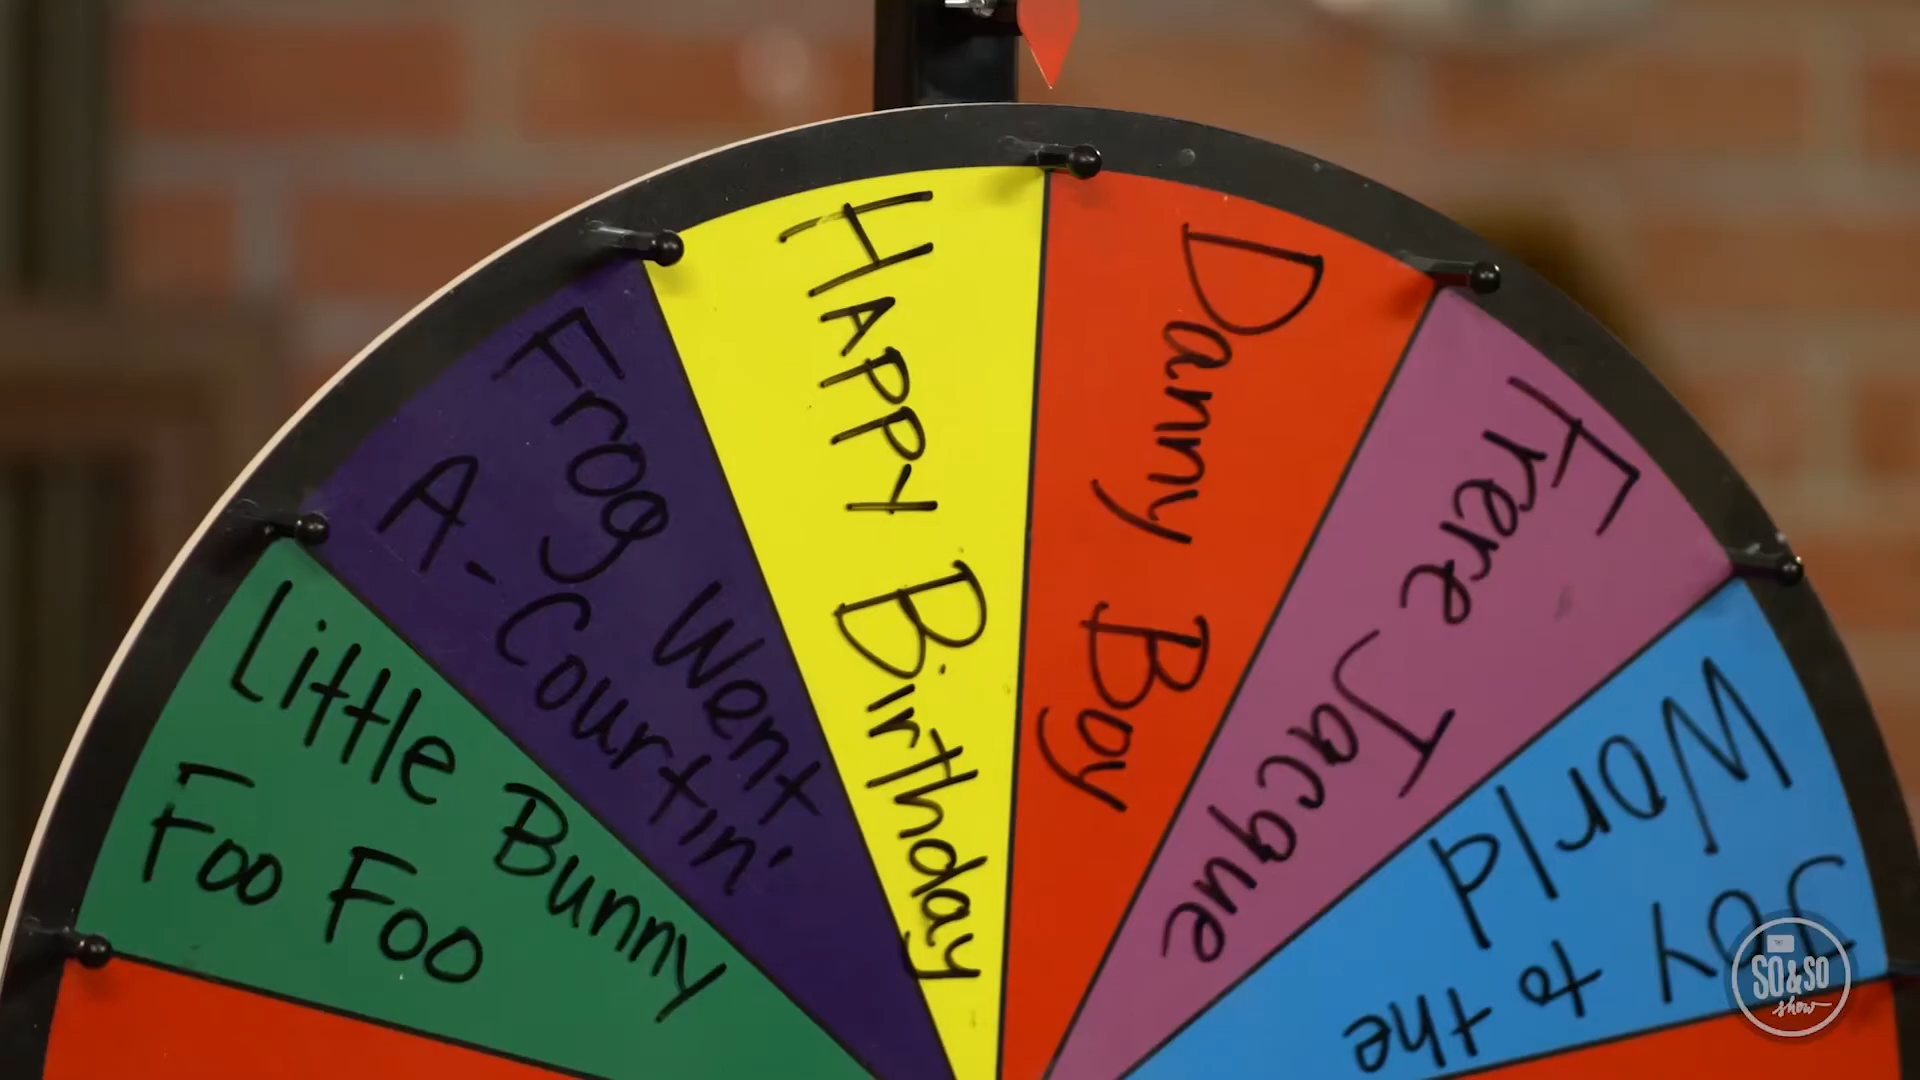 Little Bunny
Foo Foo
Frog Went
A-Courtin'
Happy Birthday
Danny Boy
Frere Jacque
Joy to the
World
SO&SO
show